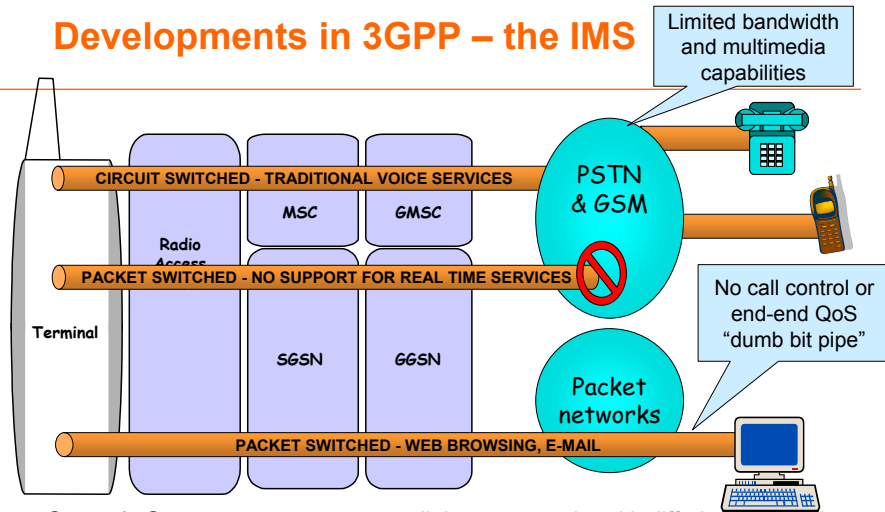 Developments in 3GPP – the IMS
Limited bandwidth
and multimedia
capabilities
CIRCUIT SWITCHED - TRADITIONAL VOICE SERVICES
PSTN
& GSM
MSC
GMSC
Radio
Access
PACKET SWITCHED - NO SUPPORT FOR REAL TIME SERVICES
No call control or
end-end QoS
“dumb bit pipe”
Terminal
SGSN
GGSN
Packet
networks
PACKET SWITCHED - WEB BROWSING, E-MAIL